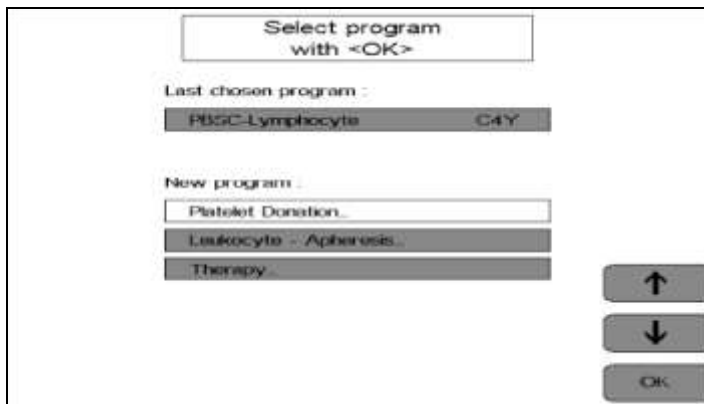 Select program
with <OK>
Last chosen program :
PBSC-Lymphocyte C4Y
New program :
Platelet Donation..
Leukocyte - Apheresis..
Therapy..
↑
↓
OK